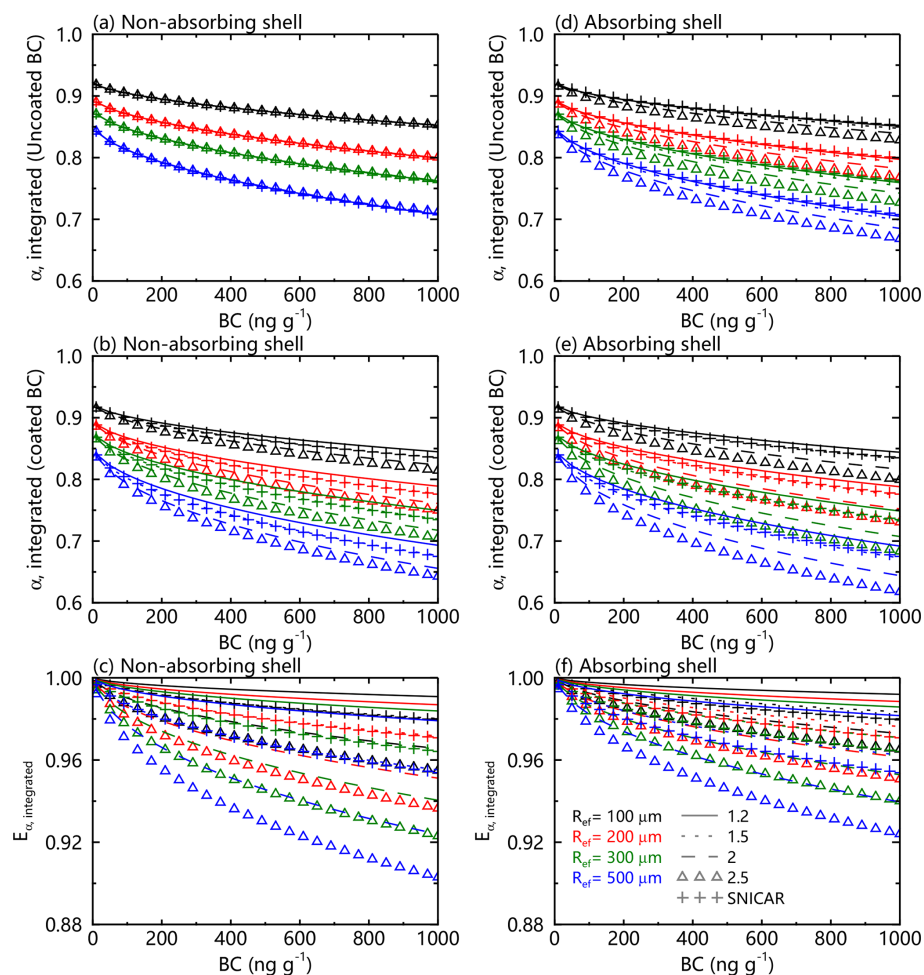 (a) Non-absorbing shell
α, integrated (Uncoated BC)
1.0
0.9
0.8
0.7
0.6
0 200 400 600 800 1000
BC (ng g⁻¹)
(d) Absorbing shell
α, integrated (Uncoated BC)
1.0
0.9
0.8
0.7
0.6
0 200 400 600 800 1000
BC (ng g⁻¹)
(b) Non-absorbing shell
α, integrated (coated BC)
1.0
0.9
0.8
0.7
0.6
0 200 400 600 800 1000
BC (ng g⁻¹)
(e) Absorbing shell
α, integrated (coated BC)
1.0
0.9
0.8
0.7
0.6
0 200 400 600 800 1000
BC (ng g⁻¹)
(c) Non-absorbing shell
Eα, integrated
1.00
0.96
0.92
0.88
0 200 400 600 800 1000
BC (ng g⁻¹)
(f) Absorbing shell
Eα, integrated
1.00
0.96
0.92
0.88
Ref= 100 μm 1.2
Ref= 200 μm 1.5
Ref= 300 μm 2
Ref= 500 μm 2.5
SNICAR
0 200 400 600 800 1000
BC (ng g⁻¹)